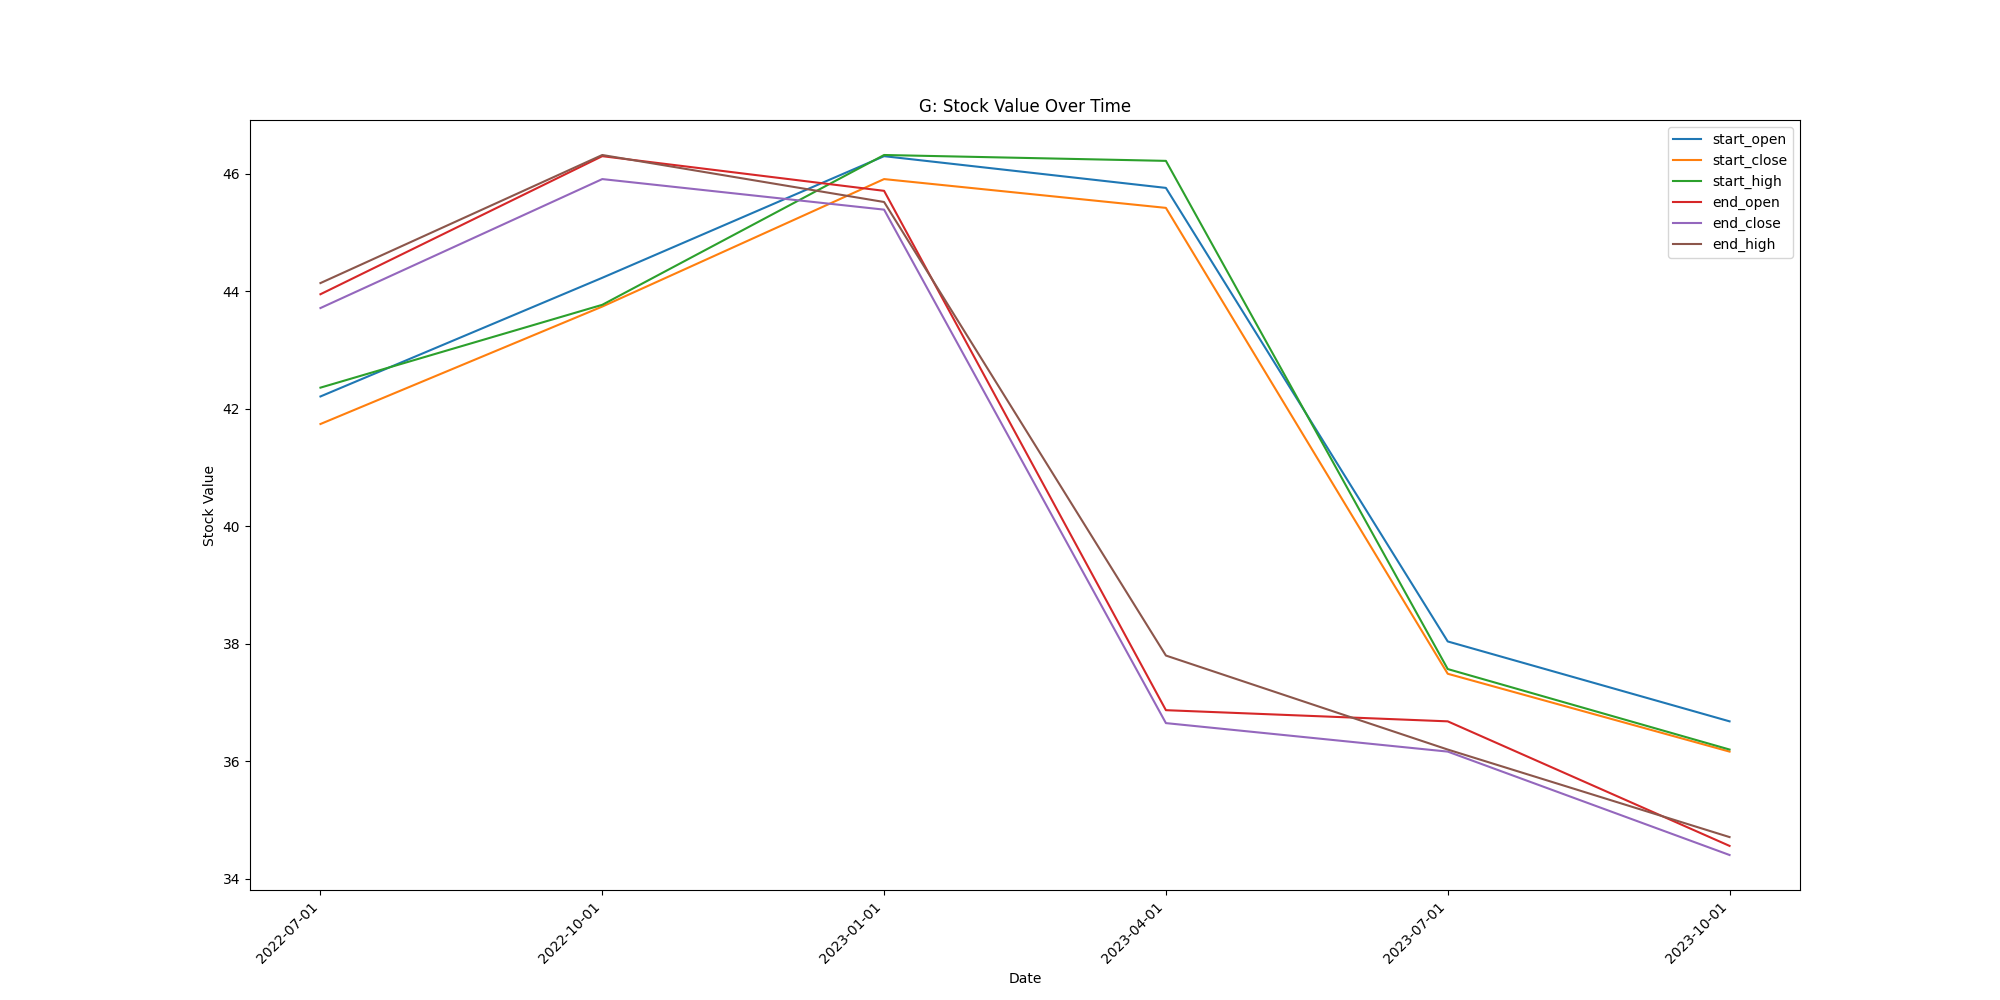 G: Stock Value Over Time
start_open
start_close
start_high
end_open
end_close
end_high
Stock Value
46
44
42
40
38
36
34
2022-07-01
2022-10-01
2023-01-01
2023-04-01
2023-07-01
2023-10-01
Date